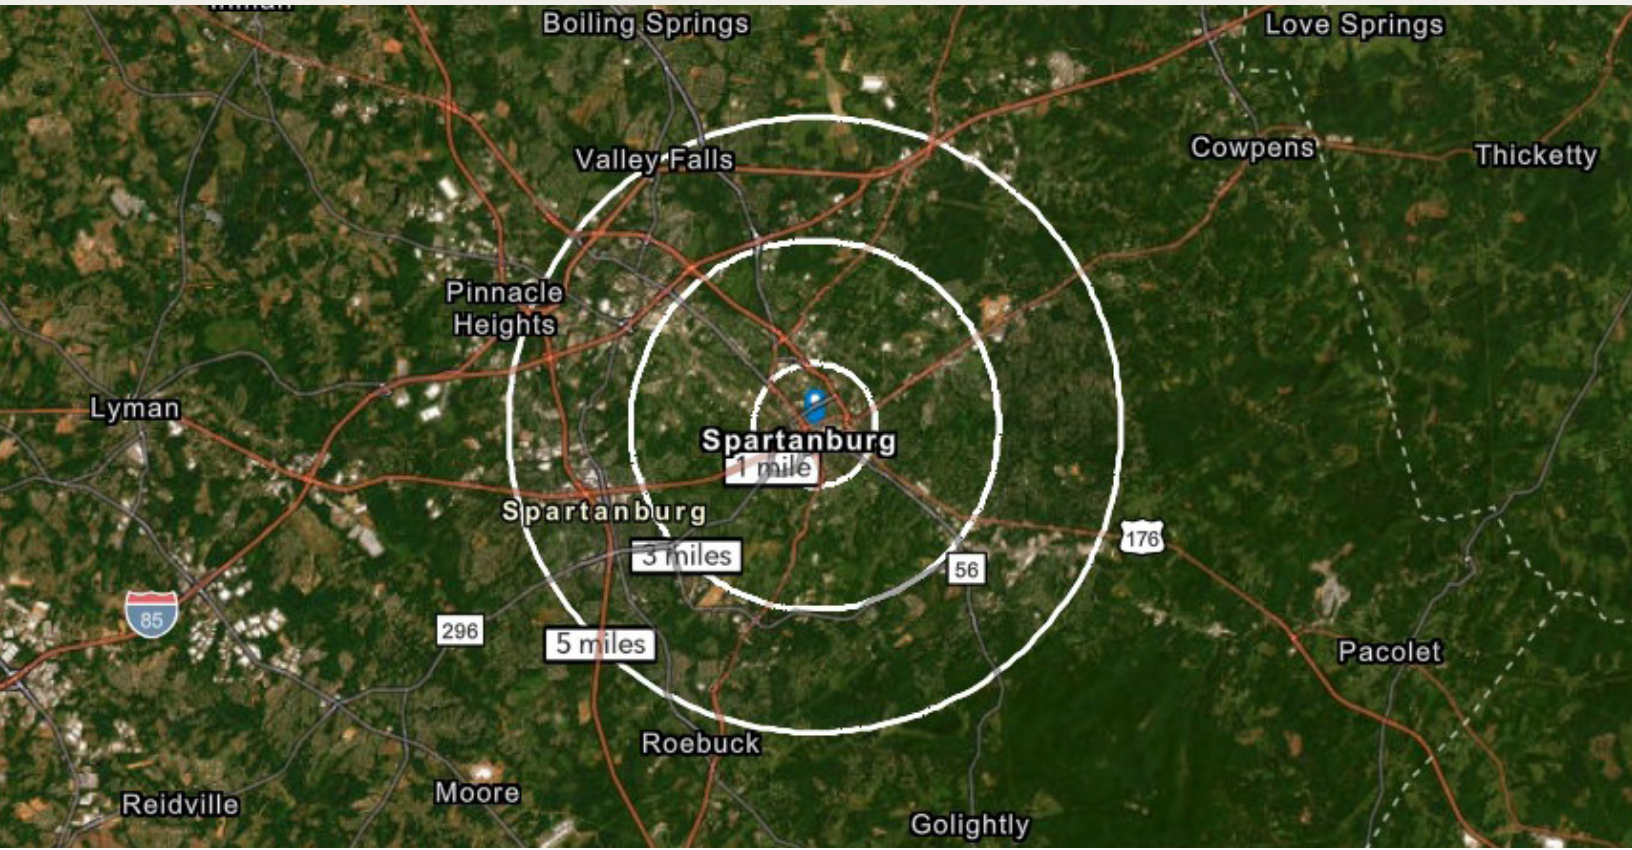 Inman
Boiling Springs
Love Springs
Cowpens
Thicketty
Valley Falls
Pinnacle
Heights
Lyman
Spartanburg
1 mile
Spartanburg
3 miles
176
56
85
296
5 miles
Pacolet
Roebuck
Moore
Reidville
Golightly